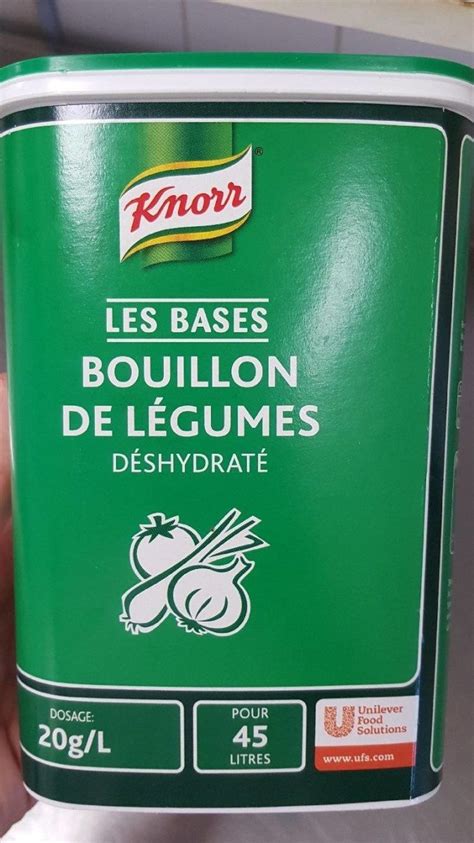 Knorr
®
LES BASES
BOUILLON
DE LÉGUMES
DÉSHYDRATÉ
DOSAGE:
20g/L
POUR
45
LITRES
Unilever
Food
Solutions
www.ufs.com